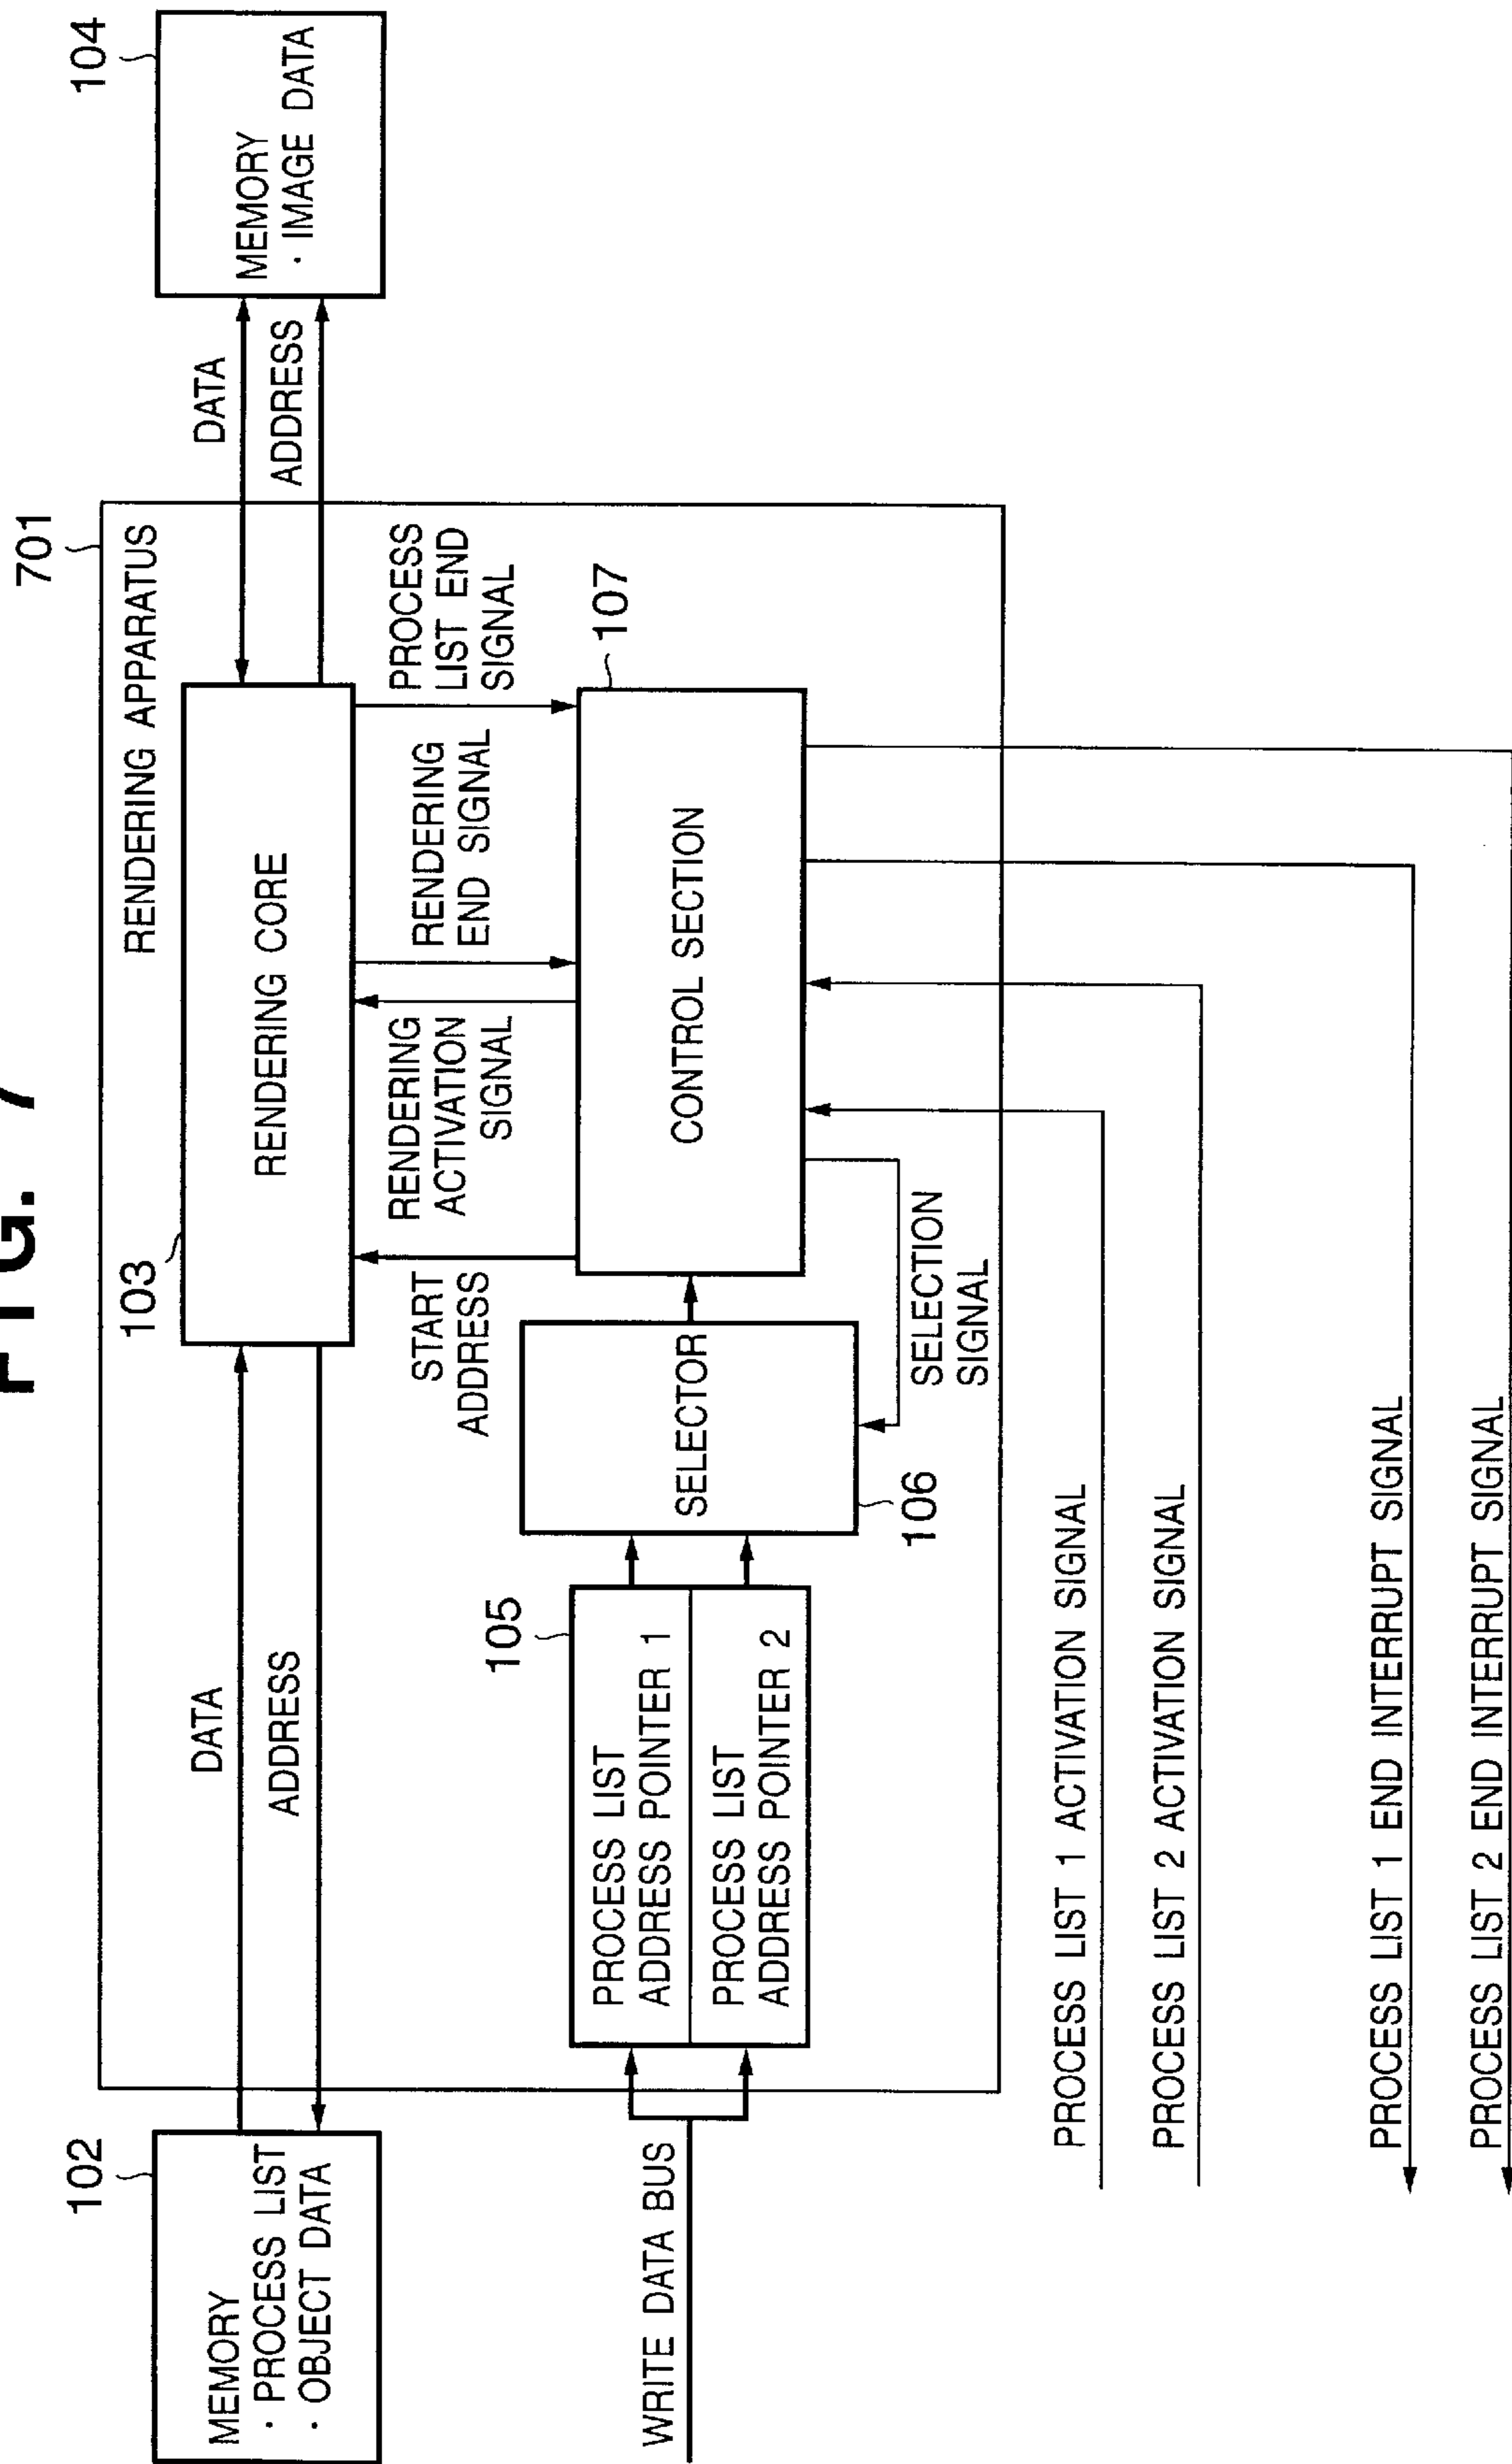 FIG. 7
701
RENDERING APPARATUS
102
MEMORY
· PROCESS LIST
· OBJECT DATA
DATA
ADDRESS
103
RENDERING CORE
DATA
ADDRESS
104
MEMORY
· IMAGE DATA
START
ADDRESS
RENDERING
ACTIVATION
SIGNAL
RENDERING
END SIGNAL
PROCESS
LIST END
SIGNAL
WRITE DATA BUS
105
PROCESS LIST
ADDRESS POINTER 1
PROCESS LIST
ADDRESS POINTER 2
SELECTOR
106
107
CONTROL SECTION
SELECTION
SIGNAL
PROCESS LIST 1 ACTIVATION SIGNAL
PROCESS LIST 2 ACTIVATION SIGNAL
PROCESS LIST 1 END INTERRUPT SIGNAL
PROCESS LIST 2 END INTERRUPT SIGNAL